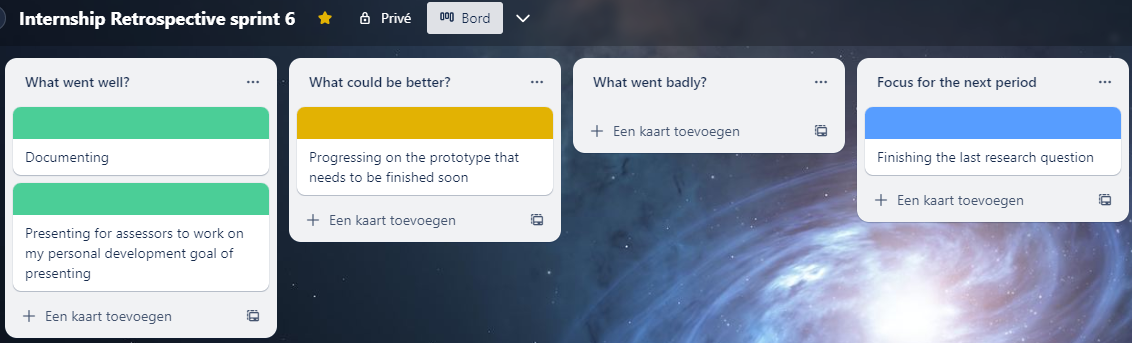 Internship Retrospective sprint 6 Privé Bord
What went well?
Documenting
Presenting for assessors to work on
my personal development goal of
presenting
Een kaart toevoegen
What could be better?
Progressing on the prototype that
needs to be finished soon
Een kaart toevoegen
What went badly?
Een kaart toevoegen
Focus for the next period
Finishing the last research question
Een kaart toevoegen